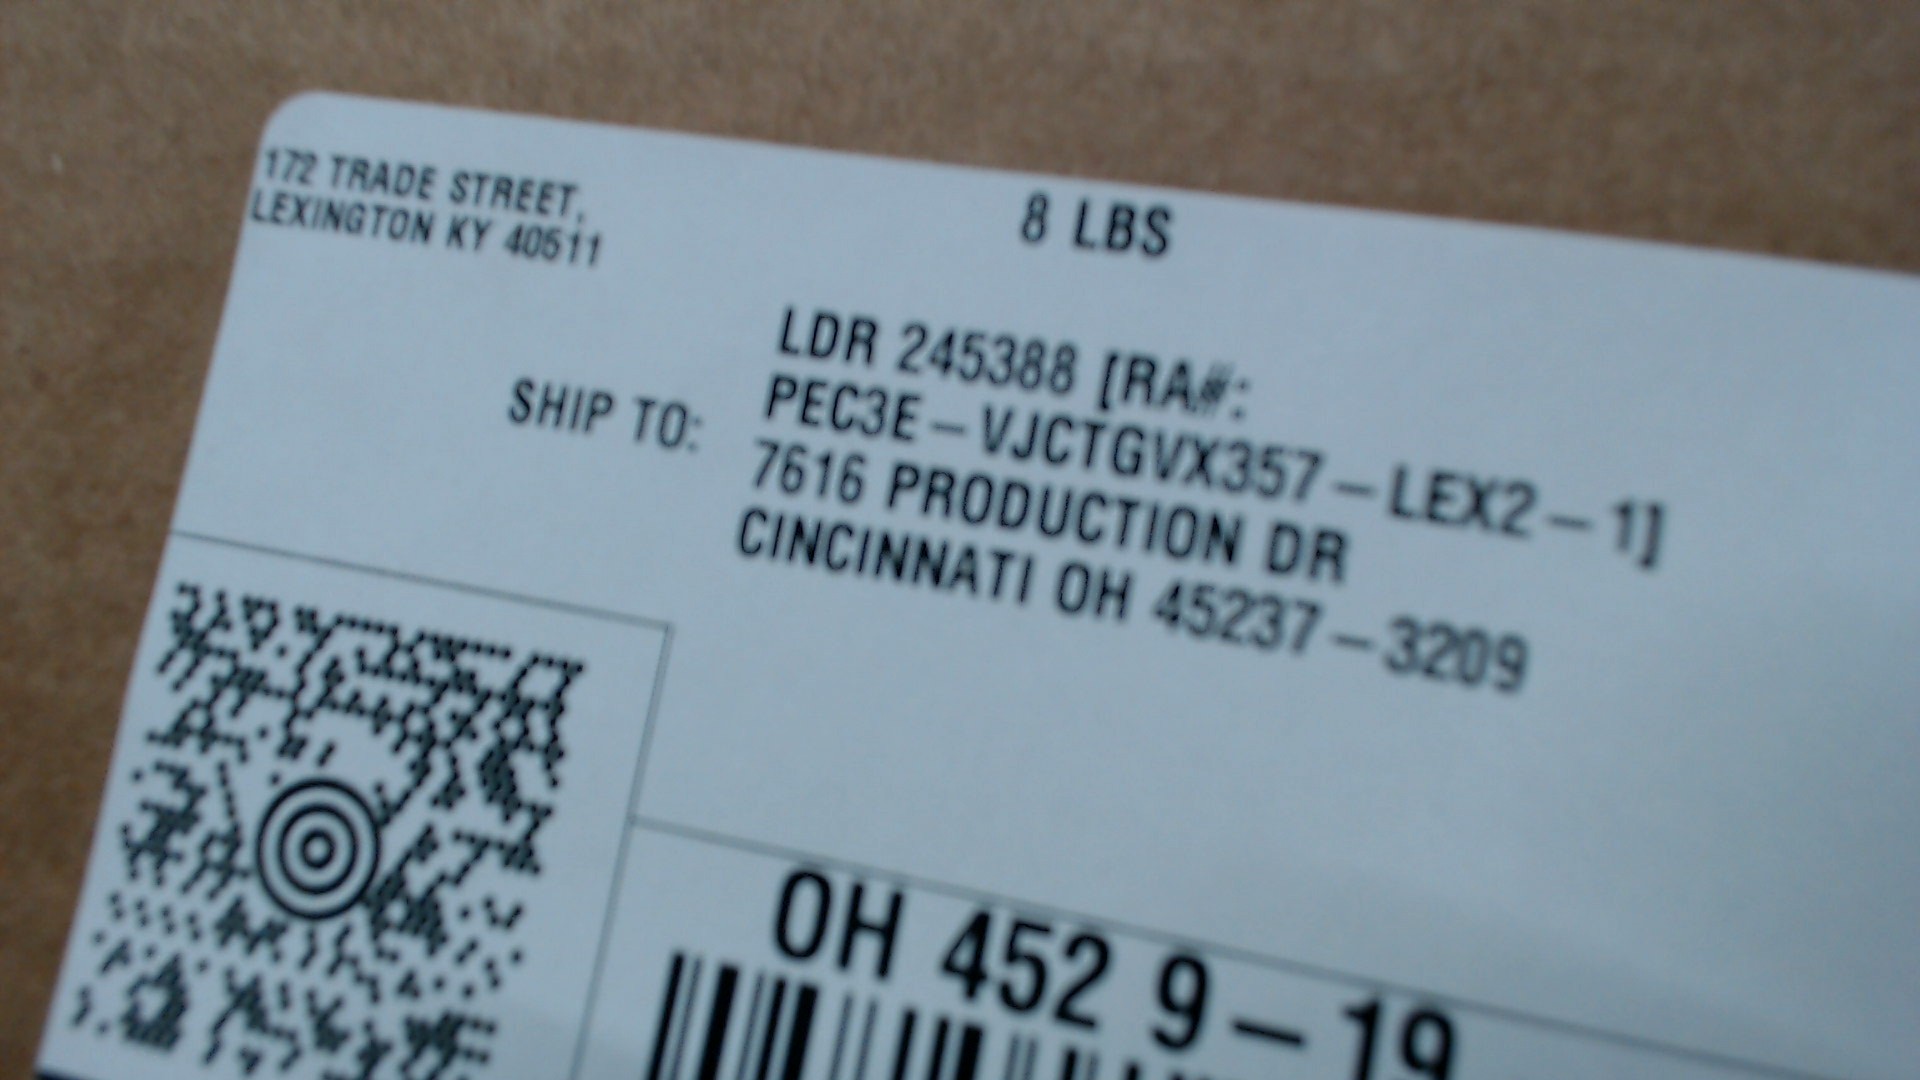 172 TRADE STREET,
LEXINGTON KY 40511
8 LBS
SHIP TO:
LDR 245388 [RA#:
PEC3E-VJCTGVX357-LEX2-1]
7616 PRODUCTION DR
CINCINNATI OH 45237-3209
OH 452 9-19